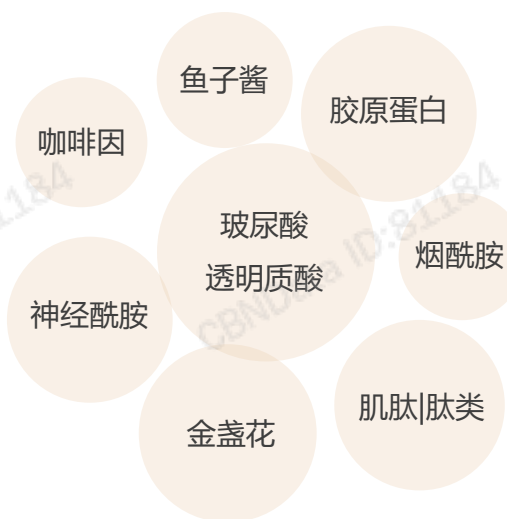 鱼子酱
胶原蛋白
咖啡因
玻尿酸
透明质酸
烟酰胺
神经酰胺
肌肽|肽类
金盏花
1184
CBNData ID:81184